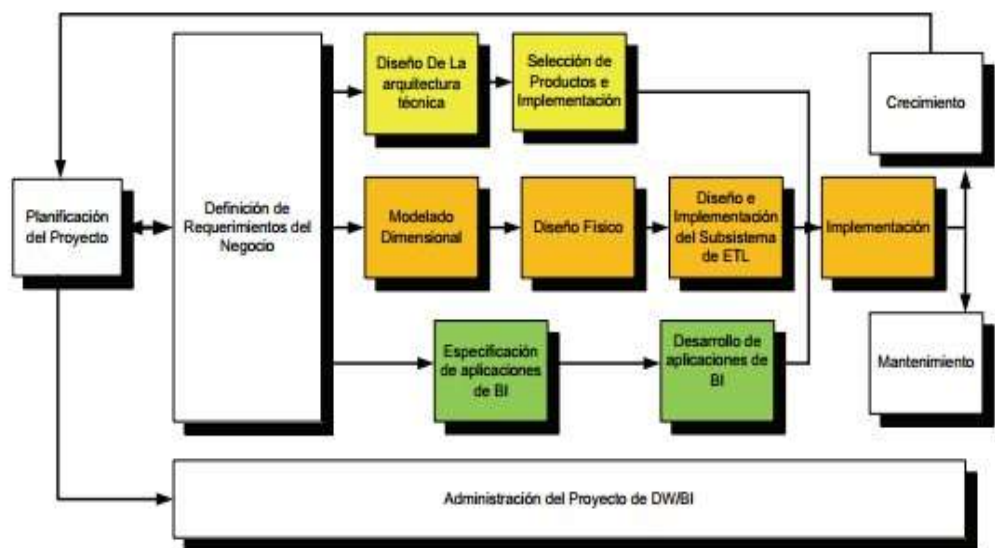 Diseño De La
arquitectura
técnica
Selección de
Productos e
Implementación
Crecimiento
Planificación
del Proyecto
Definición de
Requerimientos del
Negocio
Modelado
Dimensional
Diseño Físico
Diseño e
Implementación
del Subsistema
de ETL
Implementación
Especificación
de aplicaciones
de BI
Desarrollo de
aplicaciones de
BI
Mantenimiento
Administración del Proyecto de DW/BI